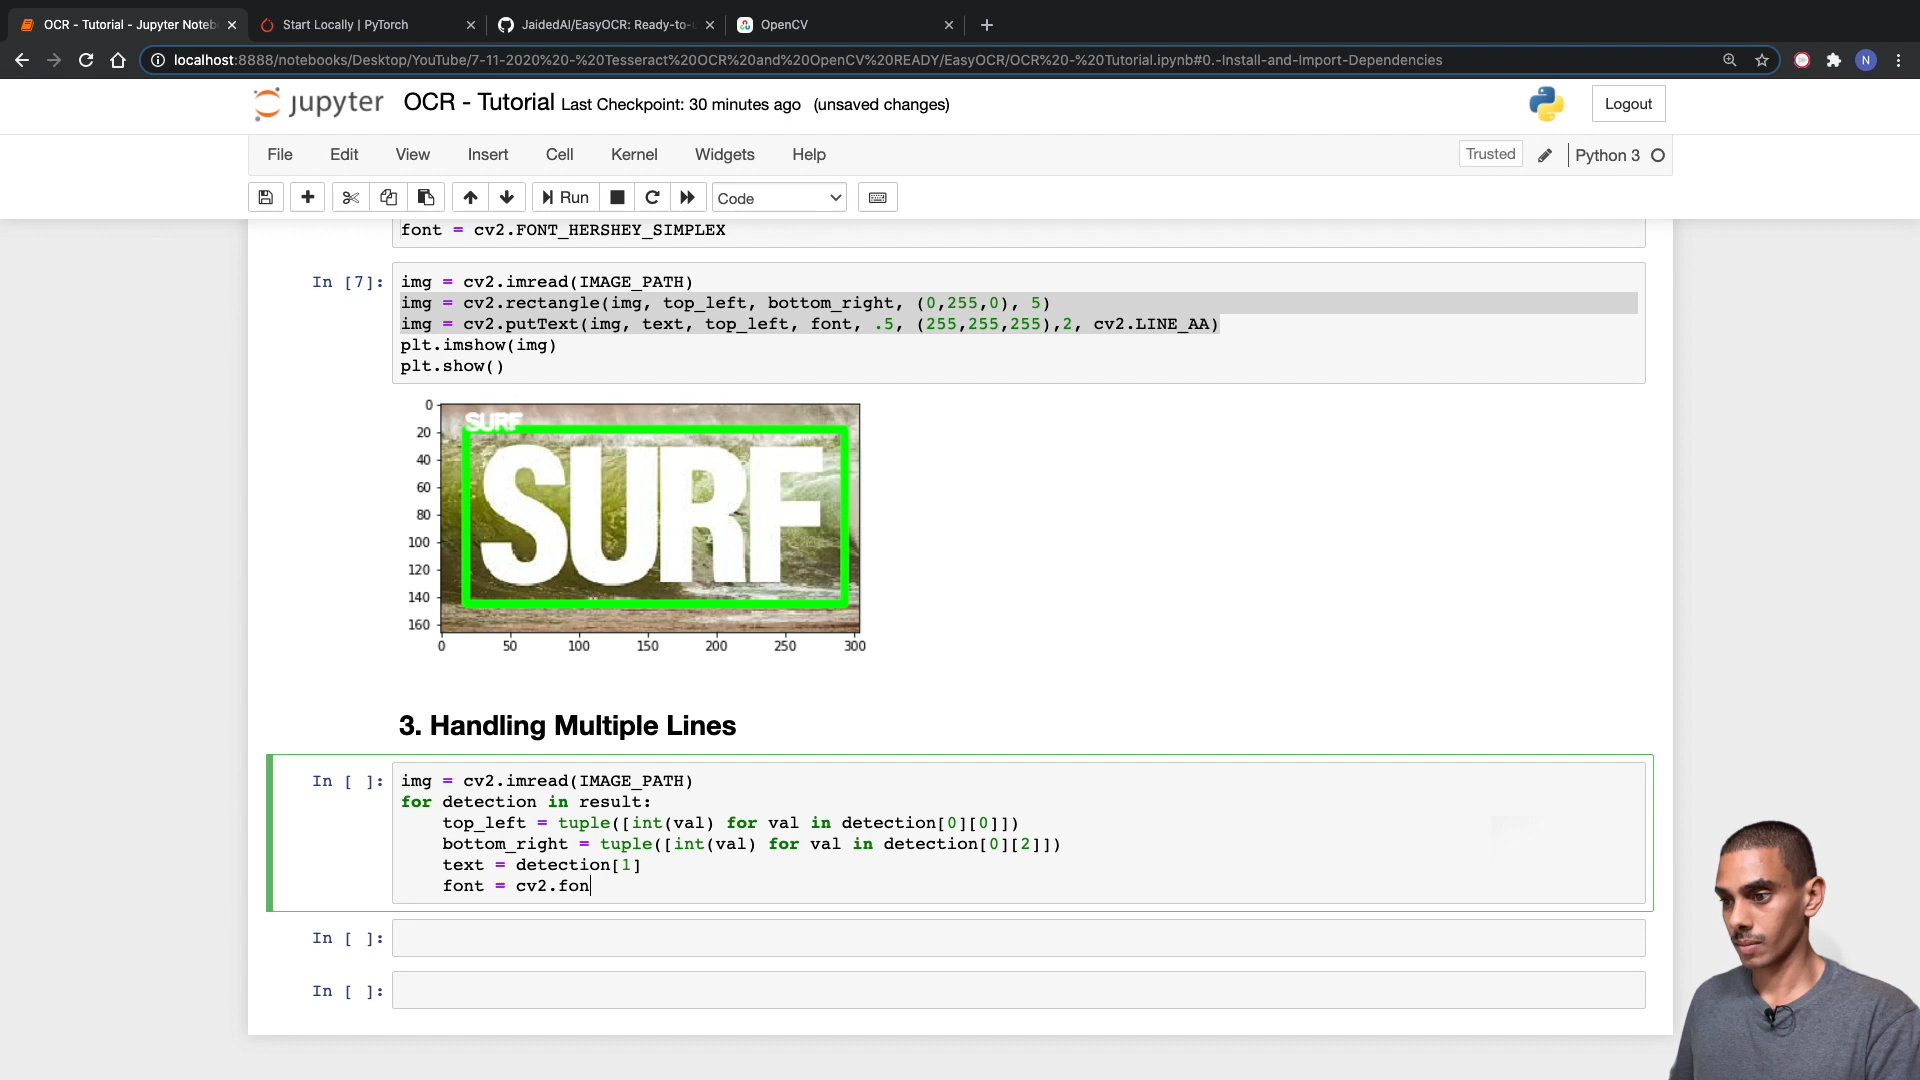 OCR - Tutorial - Jupyter Noteb
Start Locally | PyTorch
JaidedAI/EasyOCR: Ready-to-u
OpenCV
localhost:8888/notebooks/Desktop/YouTube/7-11-2020%20-%20Tesseract%20OCR%20and%20OpenCV%20READY/EasyOCR/OCR%20-%20Tutorial.ipynb#0.-Install-and-Import-Dependencies
N
jupyter OCR - Tutorial Last Checkpoint: 30 minutes ago (unsaved changes)
Logout
File Edit View Insert Cell Kernel Widgets Help
Trusted
Python 3
Run
Code
font = cv2.FONT_HERSHEY_SIMPLEX
In [7]: img = cv2.imread(IMAGE_PATH)
img = cv2.rectangle(img, top_left, bottom_right, (0,255,0), 5)
img = cv2.putText(img, text, top_left, font, .5, (255,255,255),2, cv2.LINE_AA)
plt.imshow(img)
plt.show()
0
20
40
60
80
100
120
140
160
SURF
SURF
0 50 100 150 200 250 300
3. Handling Multiple Lines
In [ ]: img = cv2.imread(IMAGE_PATH)
for detection in result:
    top_left = tuple([int(val) for val in detection[0][0]])
    bottom_right = tuple([int(val) for val in detection[0][2]])
    text = detection[1]
    font = cv2.fon
In [ ]:
In [ ]: